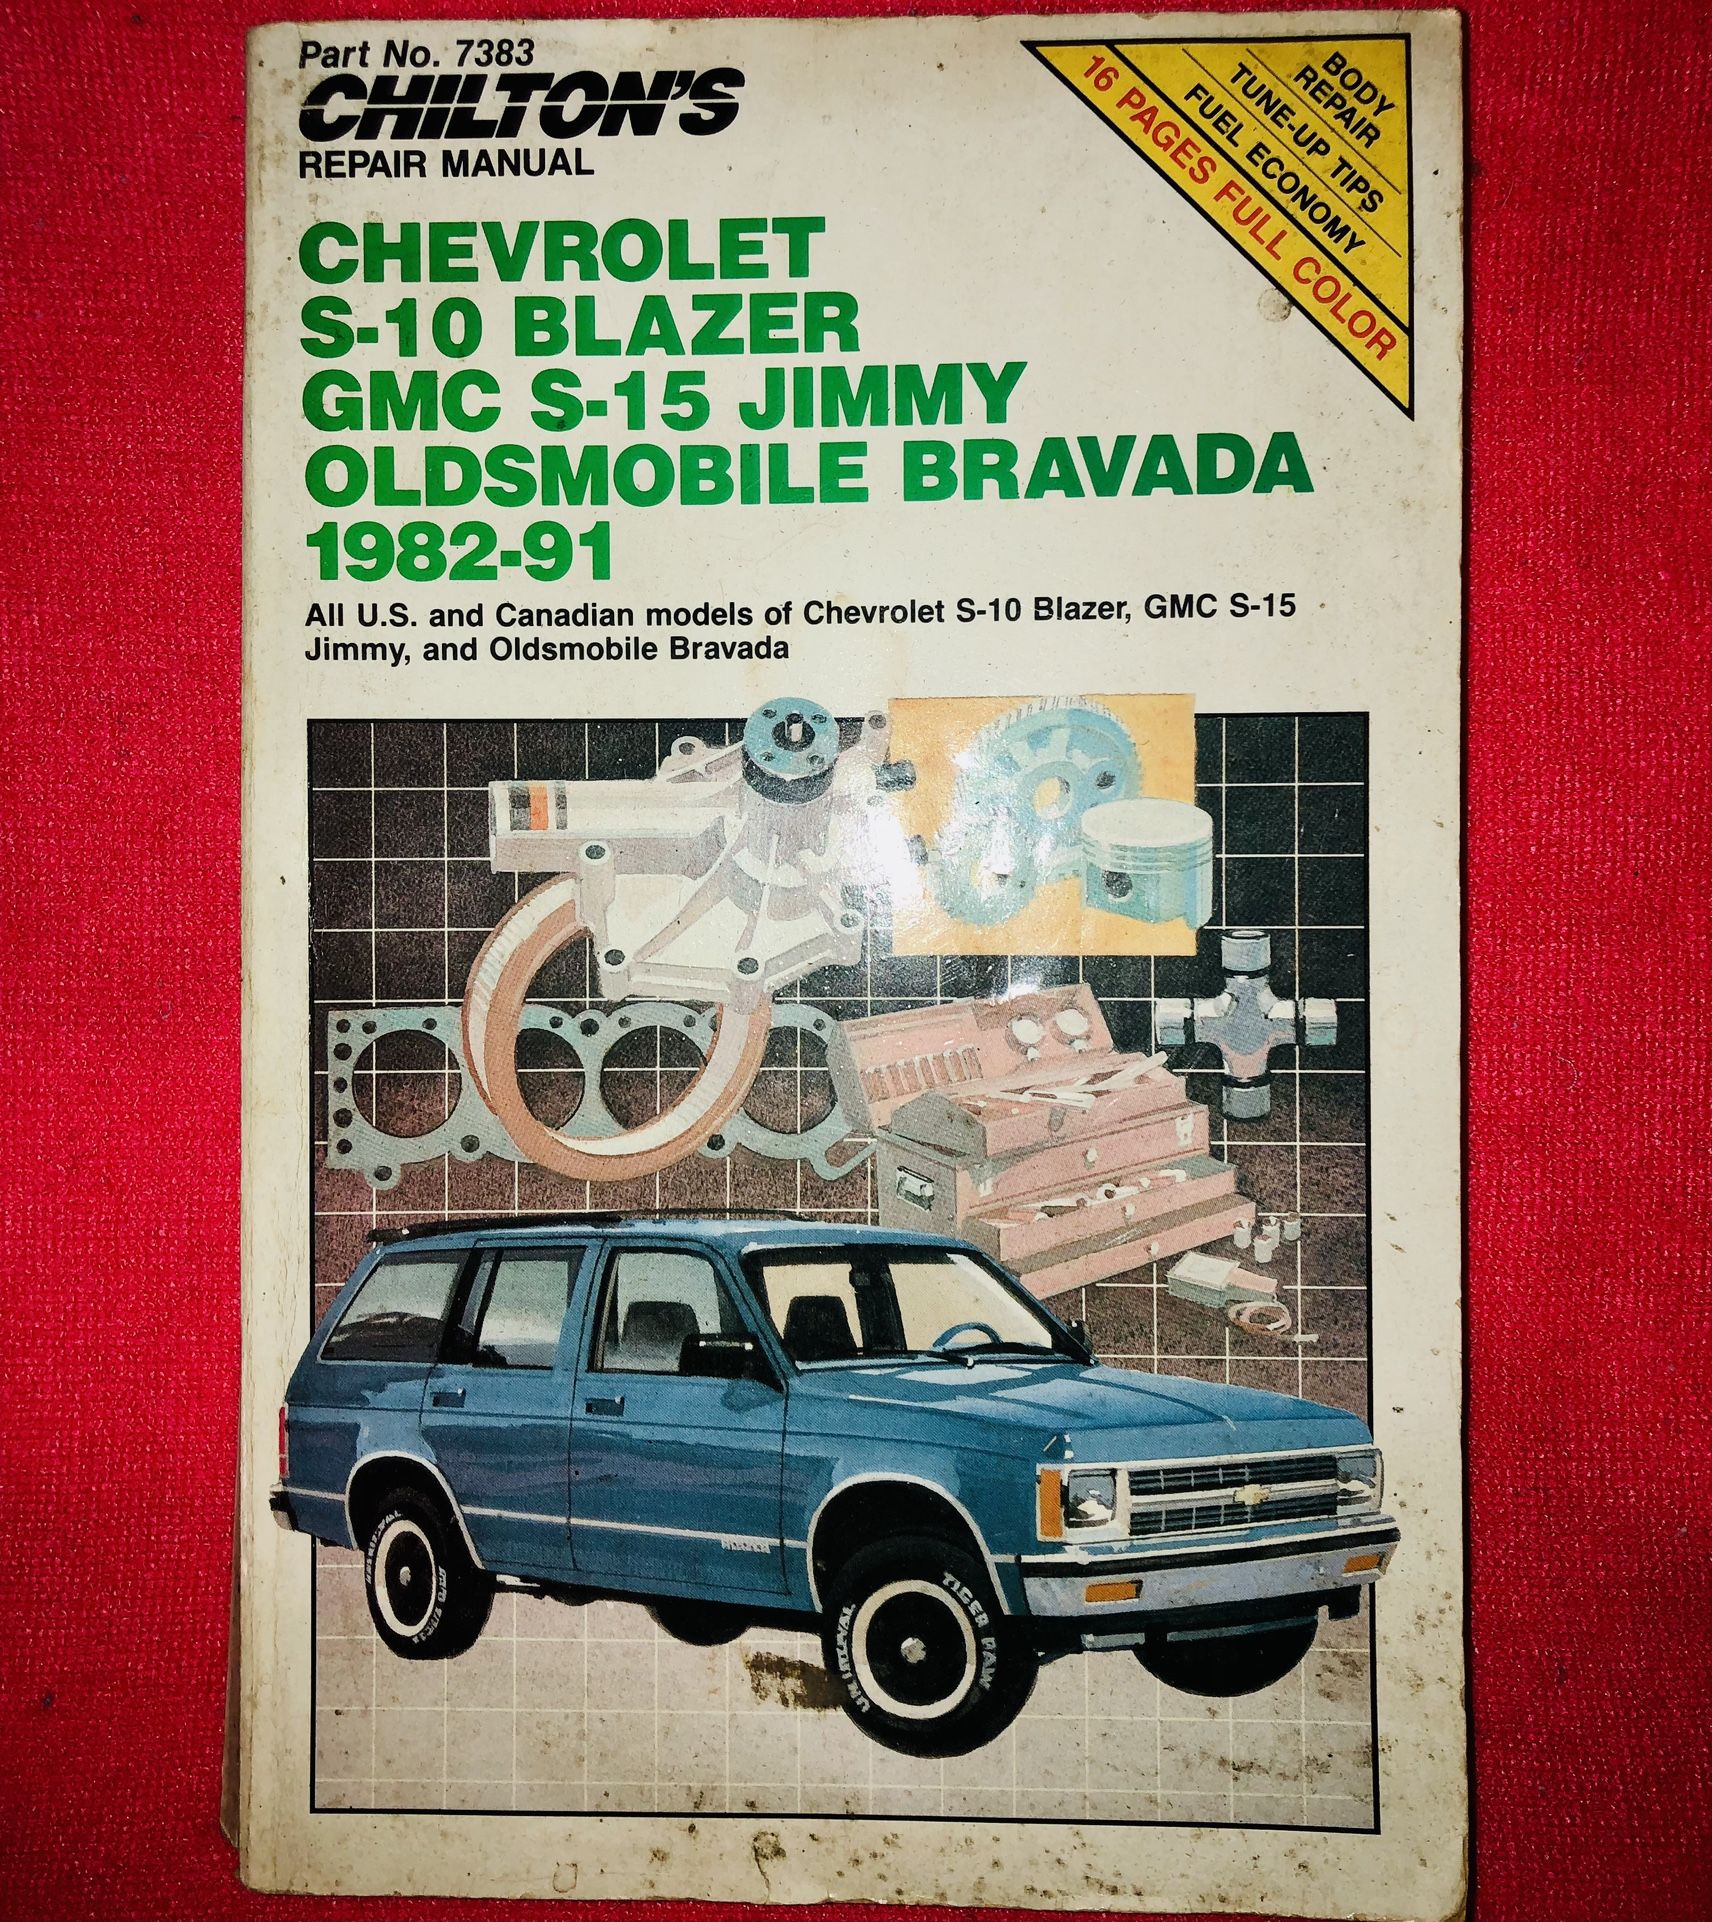 Part No. 7383
CHILTON'S
REPAIR MANUAL
BODY
REPAIR
TUNE-UP TIPS
FUEL ECONOMY
16 PAGES FULL COLOR
CHEVROLET
S-10 BLAZER
GMC S-15 JIMMY
OLDSMOBILE BRAVADA
1982-91
All U.S. and Canadian models of Chevrolet S-10 Blazer, GMC S-15
Jimmy, and Oldsmobile Bravada
BLAZER
TIGER PAW
UNIROYAL